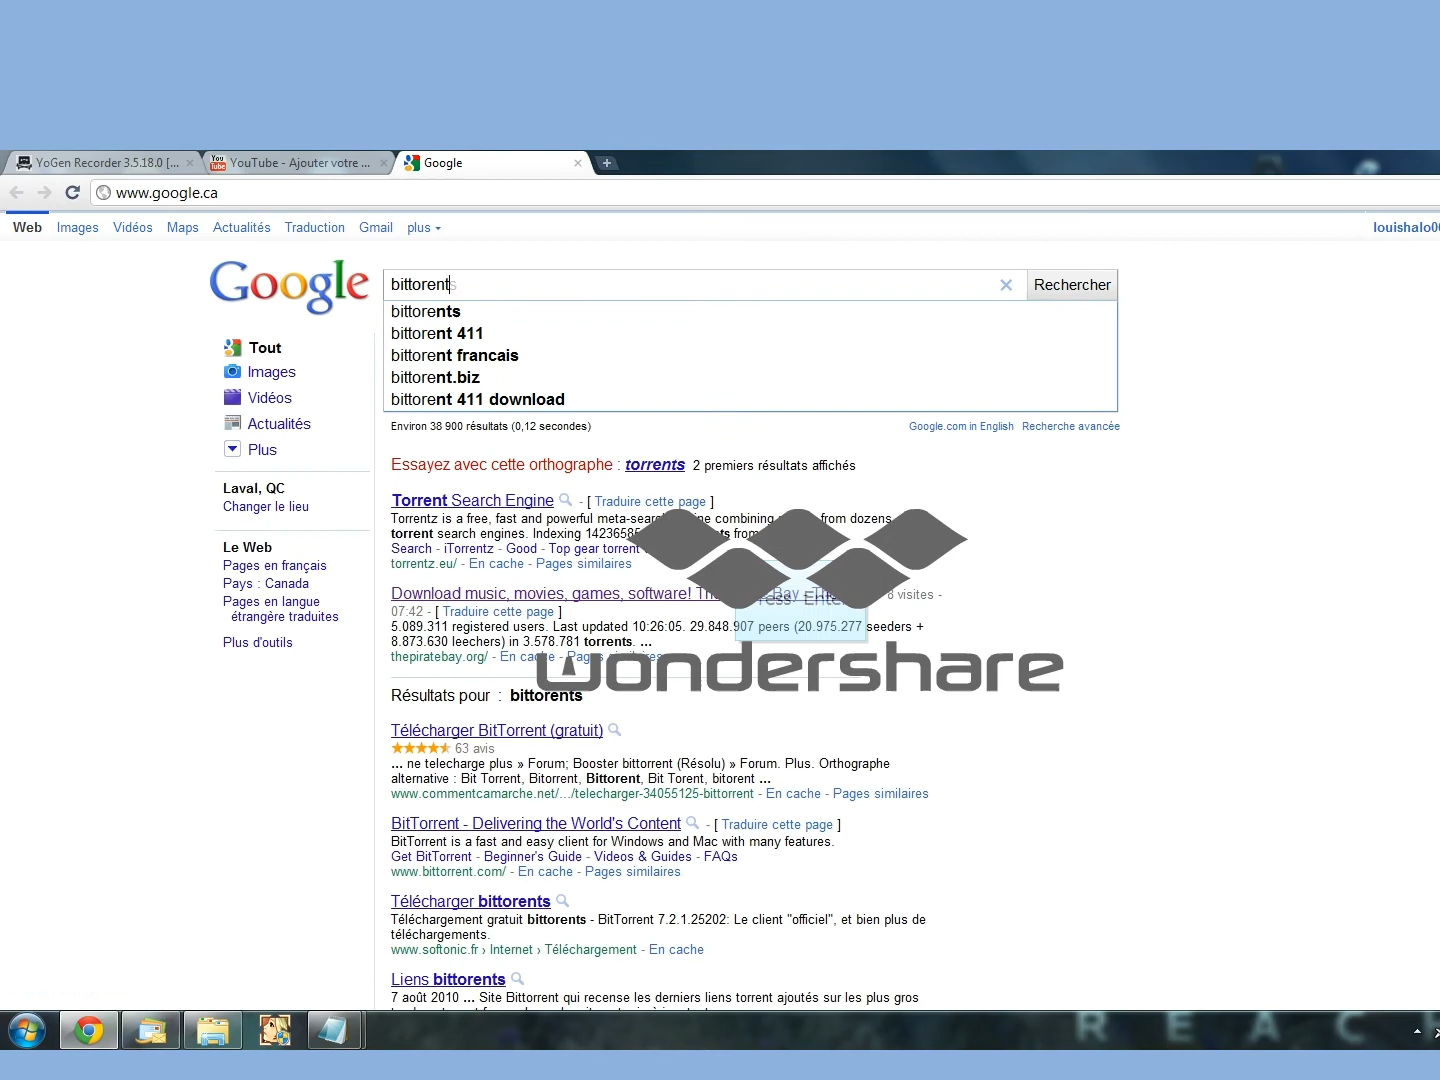 YoGen Recorder 3.5.18.0 [...
YouTube - Ajouter votre ...
Google
www.google.ca
Web Images Vidéos Maps Actualités Traduction Gmail plus
louishalo0
Google
bittorents
Rechercher
bittorents
bittorent 411
bittorent francais
bittorent.biz
bittorent 411 download
Tout
Images
Vidéos
Actualités
Plus
Laval, QC
Changer le lieu
Le Web
Pages en français
Pays : Canada
Pages en langue
étrangère traduites
Plus d'outils
Environ 38 900 résultats (0,12 secondes)
Google.com in English Recherche avancée
Essayez avec cette orthographe : torrents 2 premiers résultats affichés
Torrent Search Engine - [ Traduire cette page ]
Torrentz is a free, fast and powerful meta-search engine combining from dozens
torrent search engines. Indexing from
Search - iTorrentz - Good - Top gear torrent
torrentz.eu/ - En cache - Pages similaires
Download music, movies, games, software! The Bay - The 8 visites -
07:42 - [ Traduire cette page ]
5.089.311 registered users. Last updated 10:26:05. 29.848.907 peers (20.975.277 seeders +
8.873.630 leechers) in 3.578.781 torrents. ...
thepiratebay.org/ - En cache - Pages similaires
wondershare
Résultats pour : bittorents
Télécharger BitTorrent (gratuit)
63 avis
... ne telecharge plus » Forum; Booster bittorrent (Résolu) » Forum. Plus. Orthographe
alternative : Bit Torrent, Bitorrent, Bittorent, Bit Torent, bitorent ...
www.commentcamarche.net/.../telecharger-34055125-bittorrent - En cache - Pages similaires
BitTorrent - Delivering the World's Content - [ Traduire cette page ]
BitTorrent is a fast and easy client for Windows and Mac with many features.
Get BitTorrent - Beginner's Guide - Videos & Guides - FAQs
www.bittorrent.com/ - En cache - Pages similaires
Télécharger bittorents
Téléchargement gratuit bittorents - BitTorrent 7.2.1.25202: Le client "officiel", et bien plus de
téléchargements.
www.softonic.fr › Internet › Téléchargement - En cache
Liens bittorents
7 août 2010 ... Site Bittorrent qui recense les derniers liens torrent ajoutés sur les plus gros
R E A C